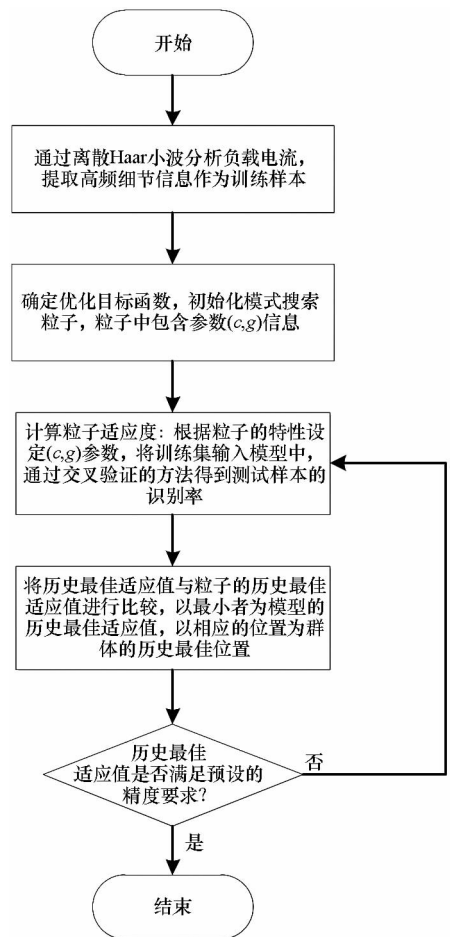 开始
通过离散Haar小波分析负载电流，
提取高频细节信息作为训练样本
确定优化目标函数，初始化模式搜索
粒子，粒子中包含参数(c,g)信息
计算粒子适应度：根据粒子的特性设
定(c,g)参数，将训练集输入模型中，
通过交叉验证的方法得到测试样本的
识别率
将历史最佳适应值与粒子的历史最佳
适应值进行比较，以最小者为模型的
历史最佳适应值，以相应的位置为群
体的历史最佳位置
历史最佳
适应值是否满足预设的
精度要求？
否
是
结束